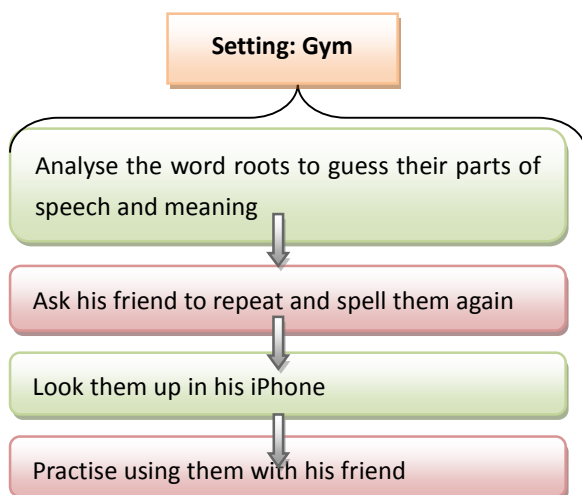 Setting: Gym
Analyse the word roots to guess their parts of
speech and meaning
Ask his friend to repeat and spell them again
Look them up in his iPhone
Practise using them with his friend